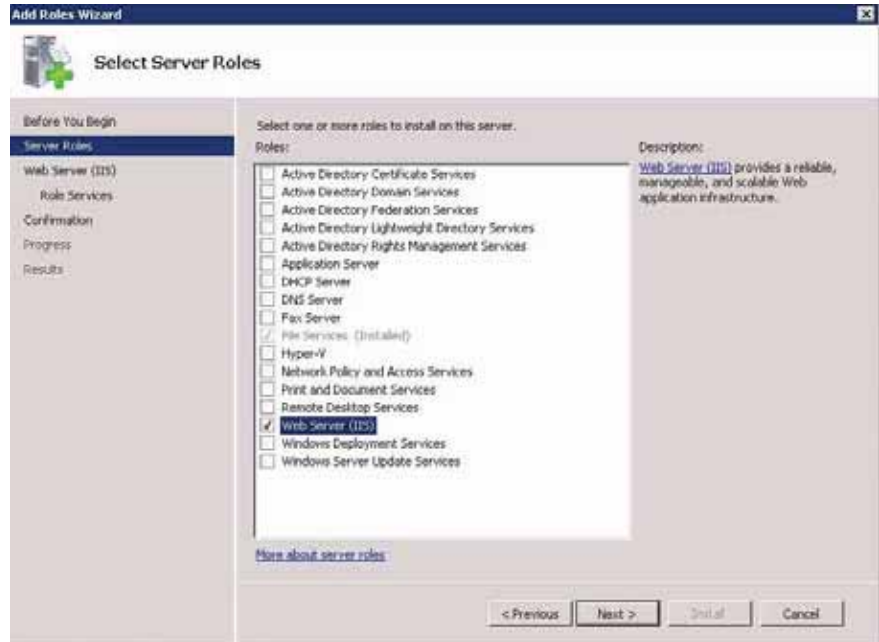 Add Roles Wizard
Select Server Roles
Before You Begin
Server Roles
Web Server (IIS)
Role Services
Confirmation
Progress
Results
Select one or more roles to install on this server.
Roles:
Active Directory Certificate Services
Active Directory Domain Services
Active Directory Federation Services
Active Directory Lightweight Directory Services
Active Directory Rights Management Services
Application Server
DHCP Server
DNS Server
Fax Server
File Services (Installed)
Hyper-V
Network Policy and Access Services
Print and Document Services
Remote Desktop Services
Web Server (IIS)
Windows Deployment Services
Windows Server Update Services
More about server roles
Description:
Web Server (IIS) provides a reliable,
manageable, and scalable Web
application infrastructure.
< Previous
Next >
Install
Cancel